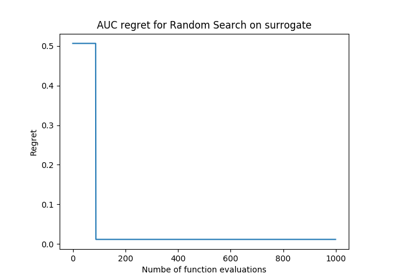 AUC regret for Random Search on surrogate
0.5
0.4
0.3
0.2
0.1
0.0
Regret
0 200 400 600 800 1000
Numbe of function evaluations